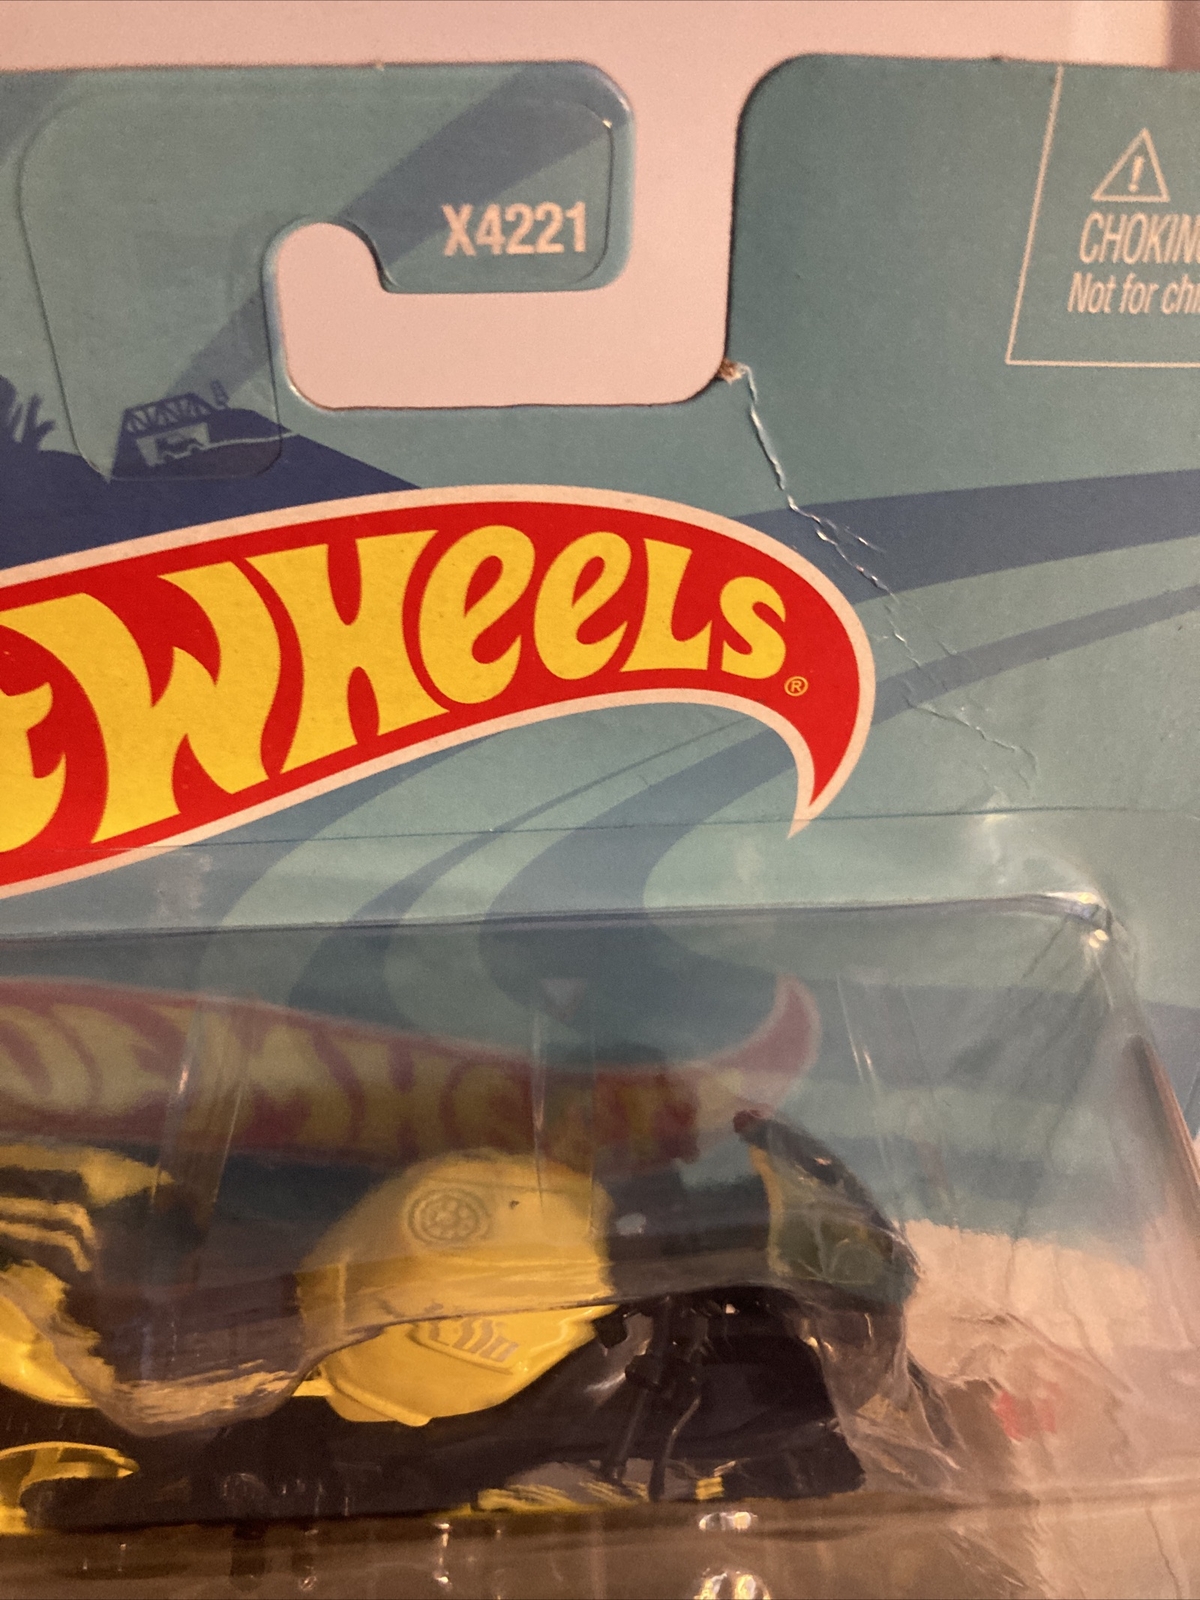 X4221
CHOKIN
Not for chi
WHeeLS®